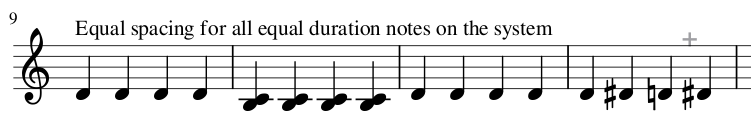 9
Equal spacing for all equal duration notes on the system